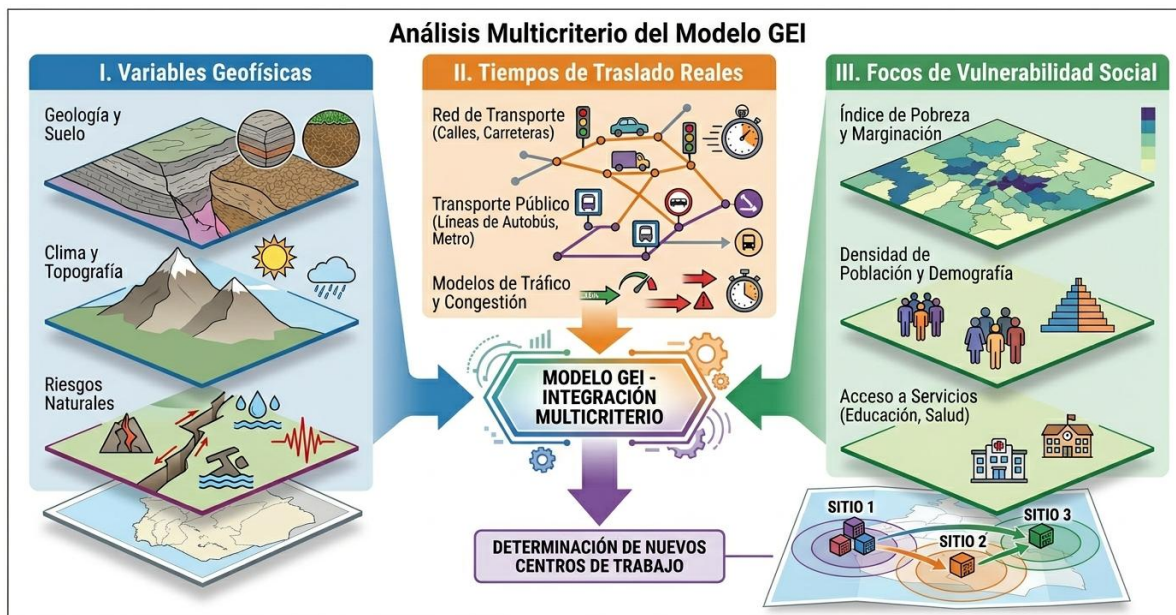 Análisis Multicriterio del Modelo GEI
I. Variables Geofísicas
Geología y
Suelo
Clima y
Topografía
Riesgos
Naturales
II. Tiempos de Traslado Reales
Red de Transporte
(Calles, Carreteras)
Transporte Público
(Líneas de Autobús,
Metro)
Modelos de Tráfico
y Congestión
III. Focos de Vulnerabilidad Social
Índice de Pobreza
y Marginación
Densidad de
Población y Demografía
Acceso a Servicios
(Educación, Salud)
MODELO GEI -
INTEGRACIÓN
MULTICRITERIO
DETERMINACIÓN DE NUEVOS
CENTROS DE TRABAJO
SITIO 1
SITIO 2
SITIO 3